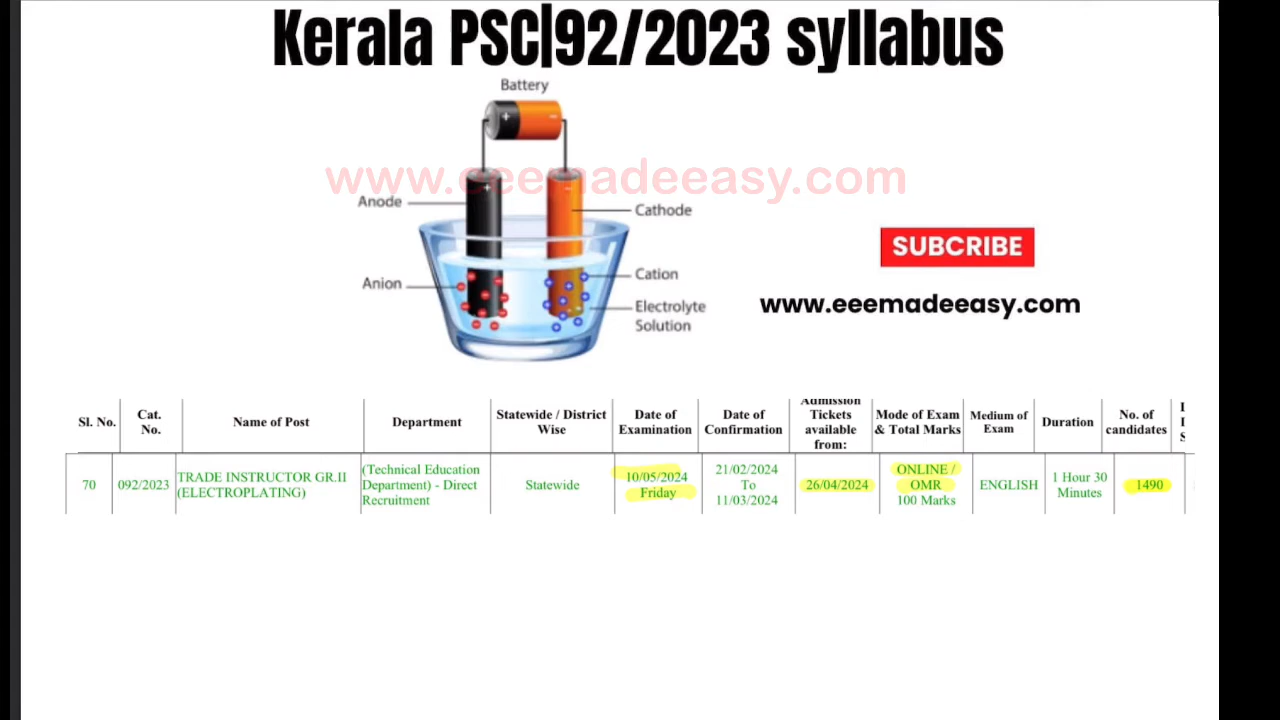 Kerala PSC|92/2023 syllabus
Battery
+
www.eeemadeeasy.com
+
Anode
Cathode
Anion
Cation
Electrolyte
Solution
SUBCRIBE
www.eeemadeeasy.com
Sl. No.
Cat.
No.
Name of Post
Department
Statewide / District
Wise
Date of
Examination
Date of
Confirmation
Admission
Tickets
available
from:
Mode of Exam
& Total Marks
Medium of
Exam
Duration
No. of
candidates
70
092/2023
TRADE INSTRUCTOR GR.II
(ELECTROPLATING)
(Technical Education
Department) - Direct
Recruitment
Statewide
10/05/2024
Friday
21/02/2024
To
11/03/2024
26/04/2024
ONLINE /
OMR
100 Marks
ENGLISH
1 Hour 30
Minutes
1490